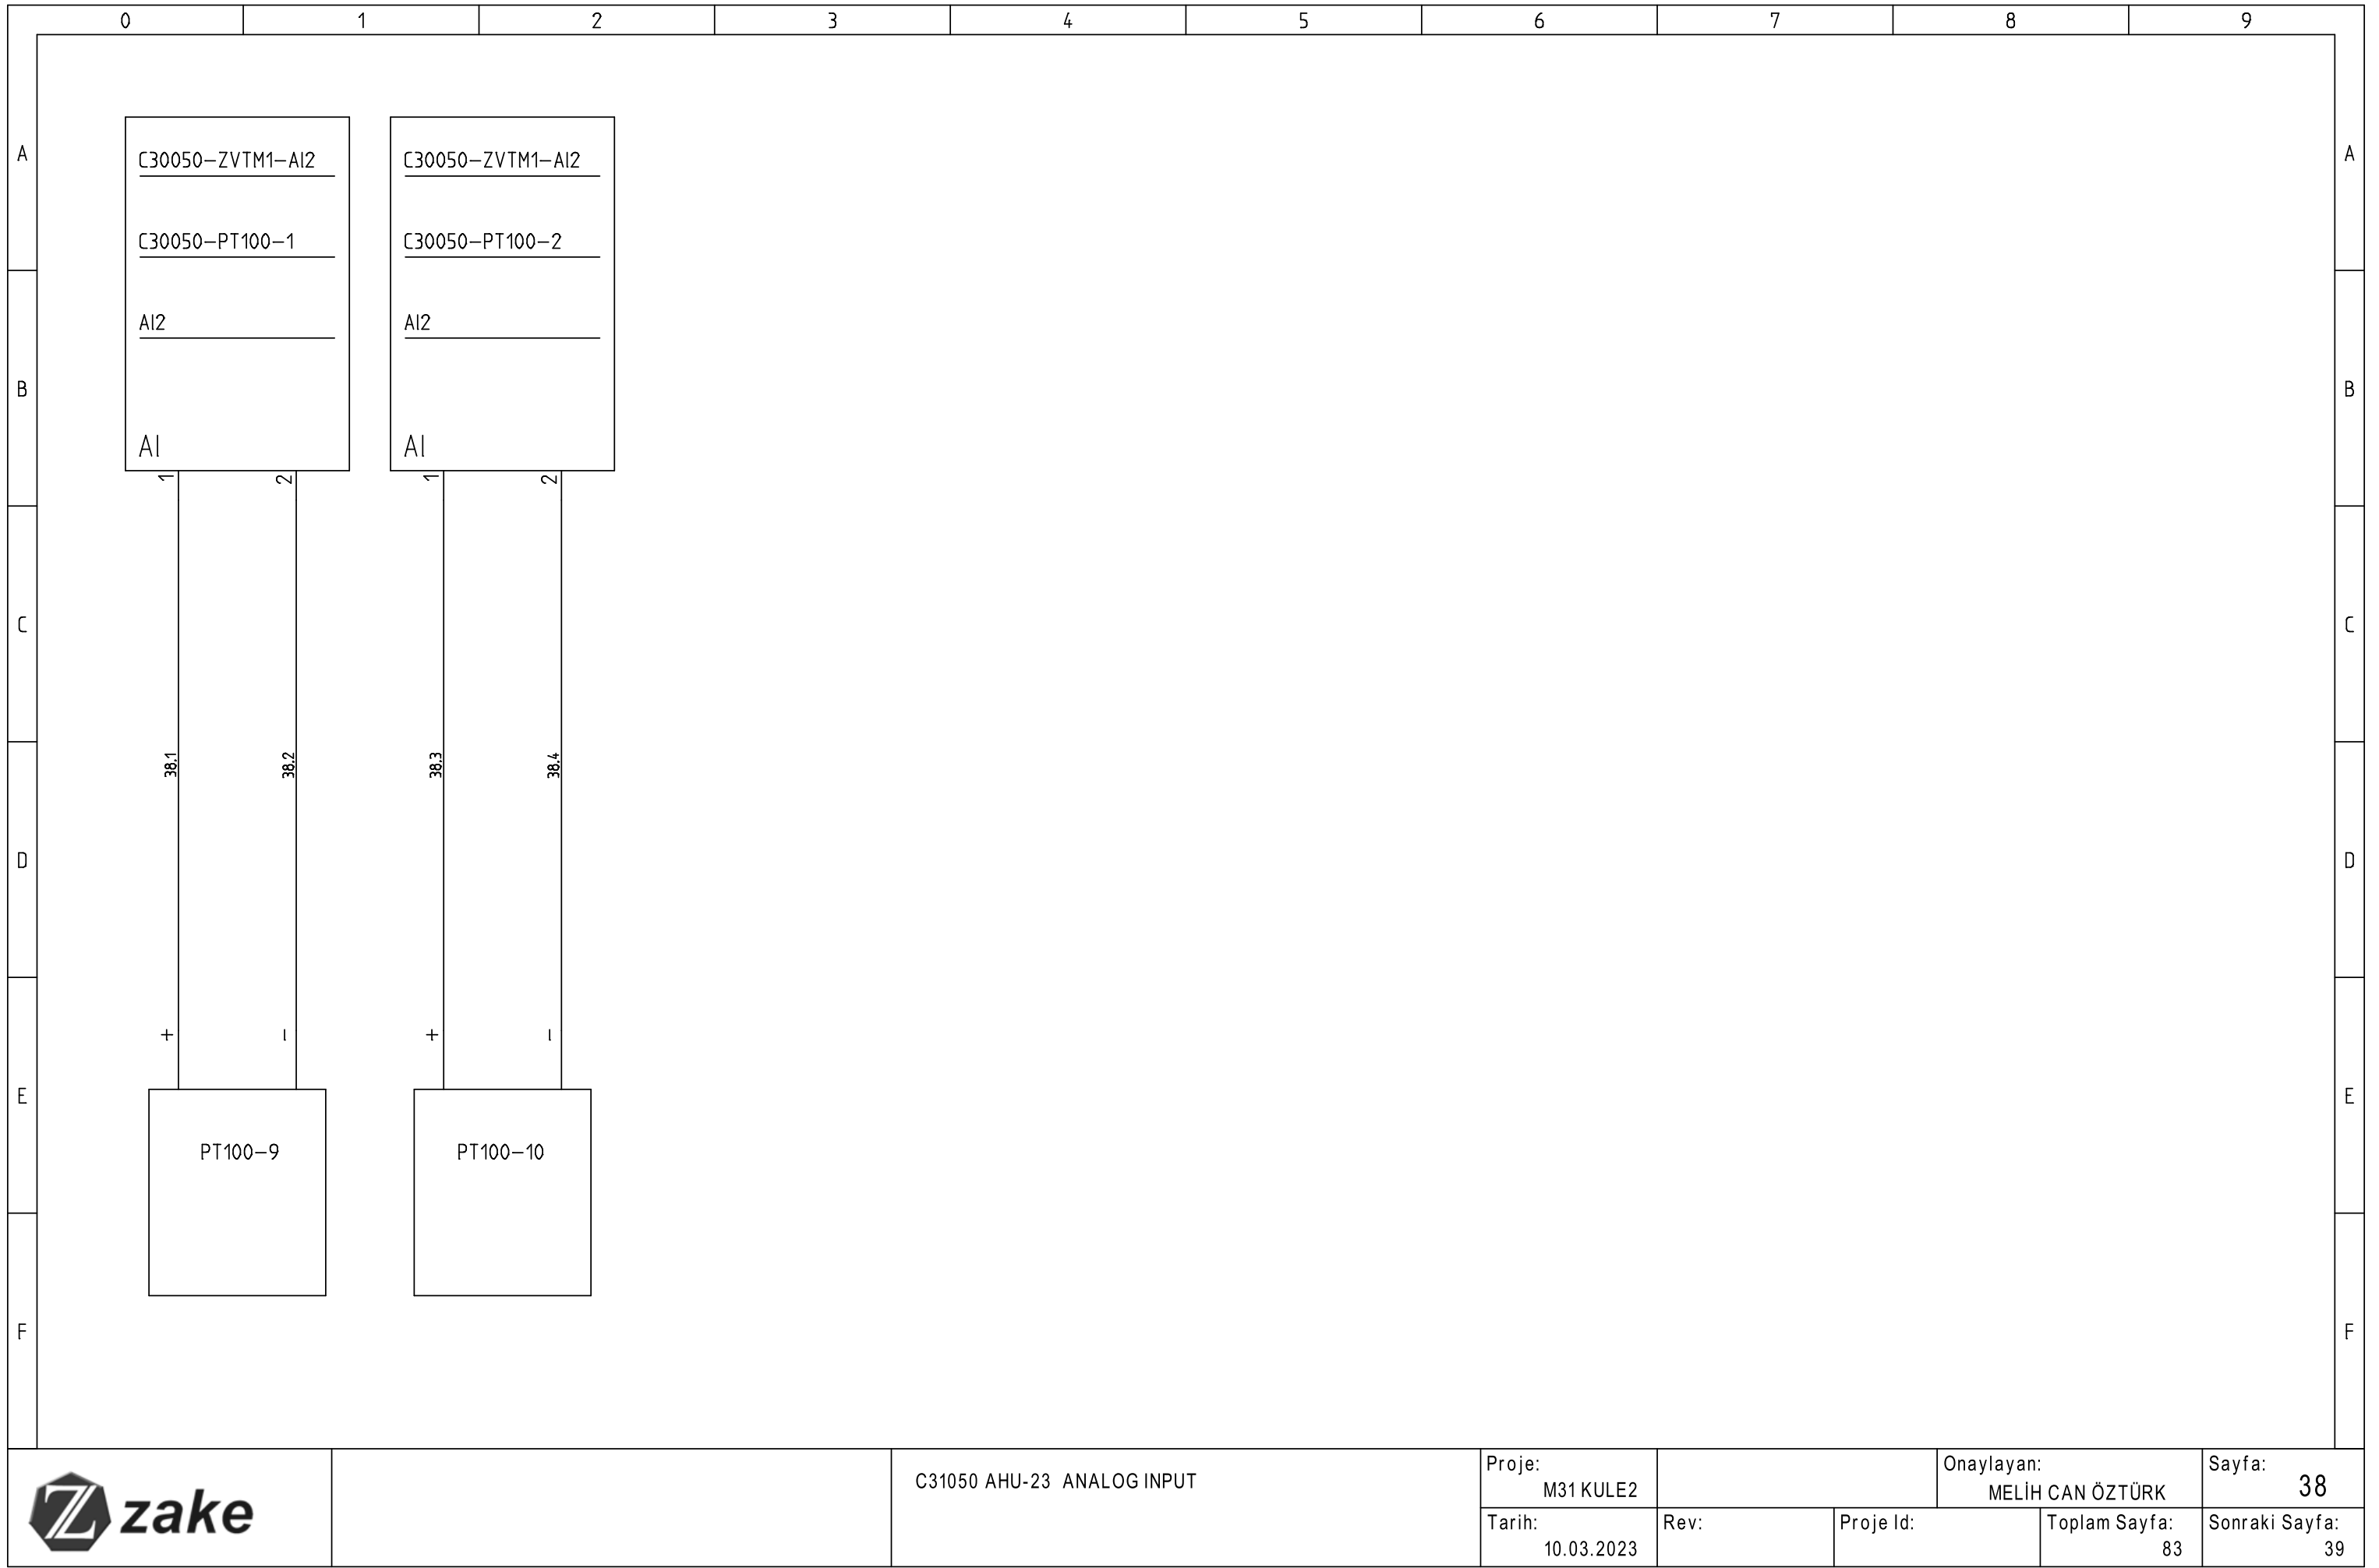 0 1 2 3 4 5 6 7 8 9
A A
C30050-ZVTM1-AI2 C30050-ZVTM1-AI2
C30050-PT100-1 C30050-PT100-2
AI2 AI2
B B
AI AI
1 2 1 2
C C
38.1 38.2 38.3 38.4
D D
+ - + -
E E
PT100-9 PT100-10
F F
zake
C31050 AHU-23 ANALOG INPUT
Proje:
M31 KULE2
Onaylayan:
MELİH CAN ÖZTÜRK
Sayfa:
38
Tarih:
10.03.2023
Rev:
Proje Id:
Toplam Sayfa:
83
Sonraki Sayfa:
39